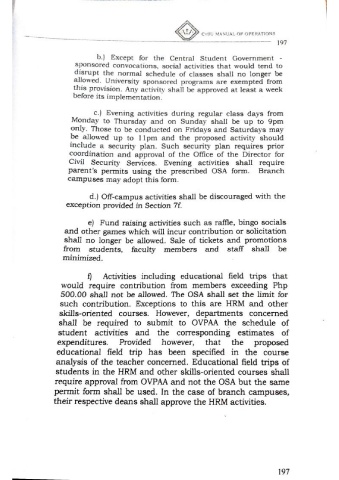 EVSU MANUAL OF OPERATIONS
197
b.) Except for the Central Student Government -
sponsored convocations, social activities that would tend to
disrupt the normal schedule of classes shall no longer be
allowed. University sponsored programs are exempted from
this provision. Any activity shall be approved at least a week
before its implementation.
c.) Evening activities during regular class days from
Monday to Thursday and on Sunday shall be up to 9pm
only. Those to be conducted on Fridays and Saturdays may
be allowed up to 11pm and the proposed activity should
include a security plan. Such security plan requires prior
coordination and approval of the Office of the Director for
Civil Security Services. Evening activities shall require
parent's permits using the prescribed OSA form. Branch
campuses may adopt this form.
d.) Off-campus activities shall be discouraged with the
exception provided in Section 7f.
e) Fund raising activities such as raffle, bingo socials
and other games which will incur contribution or solicitation
shall no longer be allowed. Sale of tickets and promotions
from students, faculty members and staff shall be
minimized.
f) Activities including educational field trips that
would require contribution from members exceeding Php
500.00 shall not be allowed. The OSA shall set the limit for
such contribution. Exceptions to this are HRM and other
skills-oriented courses. However, departments concerned
shall be required to submit to OVPAA the schedule of
student activities and the corresponding estimates of
expenditures. Provided however, that the proposed
educational field trip has been specified in the course
analysis of the teacher concerned. Educational field trips of
students in the HRM and other skills-oriented courses shall
require approval from OVPAA and not the OSA but the same
permit form shall be used. In the case of branch campuses,
their respective deans shall approve the HRM activities.
197